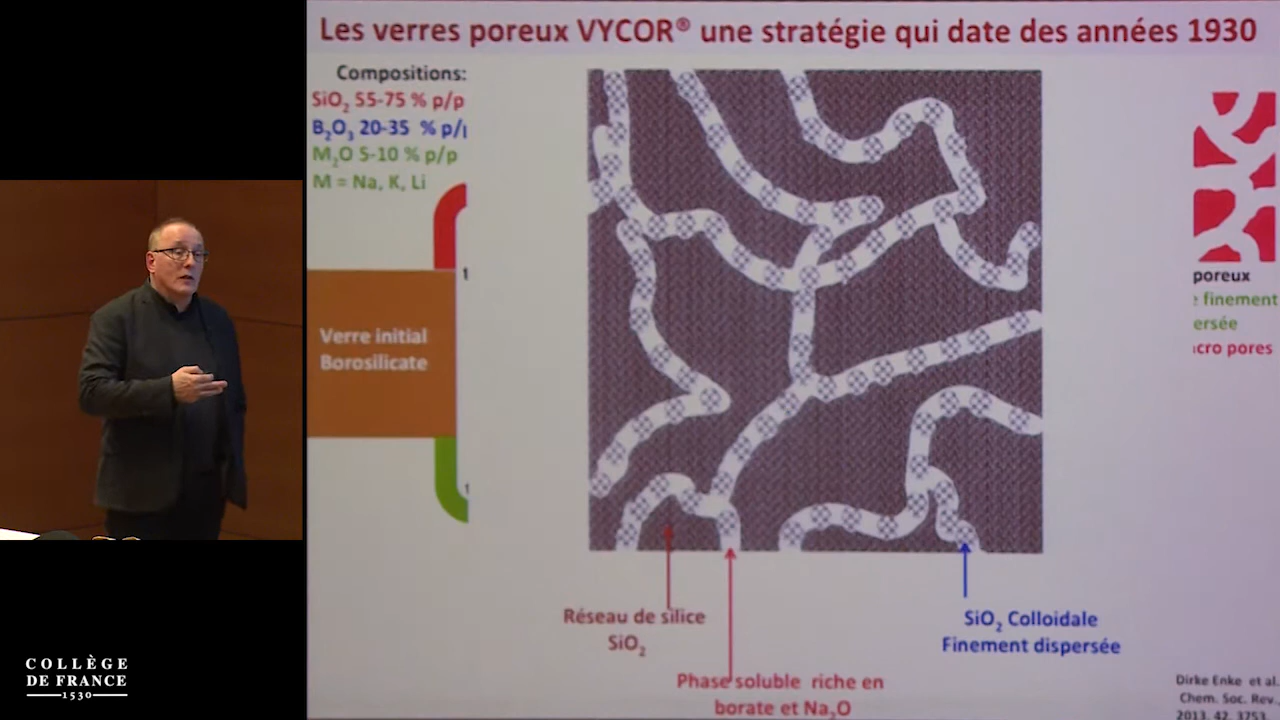 Les verres poreux VYCOR® une stratégie qui date des années 1930
Compositions:
SiO₂ 55-75 % p/p
B₂O₃ 20-35 % p/
M₂O 5-10 % p/p
M = Na, K, Li
Verre initial
Borosilicate
poreux
finement
ersée
cro pores
Réseau de silice
SiO₂
Phase soluble riche en
borate et Na₂O
SiO₂ Colloidale
Finement dispersée
Dirke Enke et al.
Chem. Soc. Rev.
2013, 42, 3753
COLLÈGE
DE FRANCE
1530